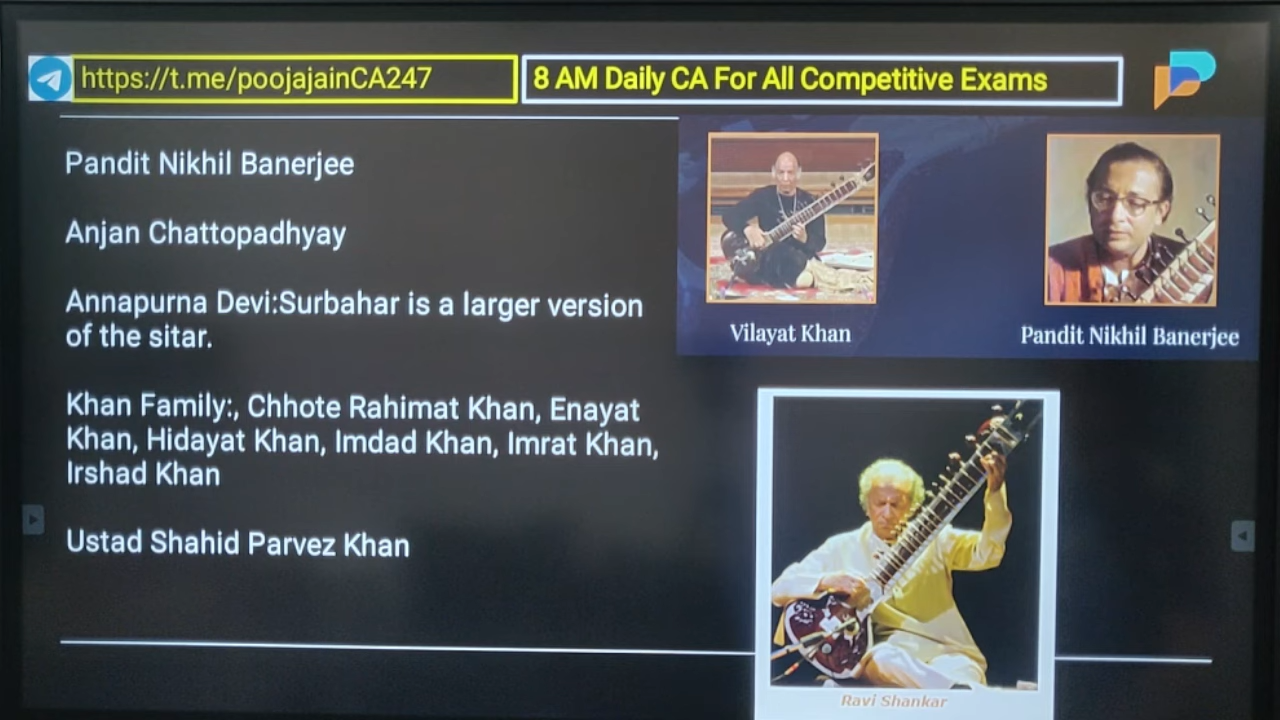 https://t.me/poojajainCA247
8 AM Daily CA For All Competitive Exams
Pandit Nikhil Banerjee
Anjan Chattopadhyay
Annapurna Devi:Surbahar is a larger version
of the sitar.
Khan Family:, Chhote Rahimat Khan, Enayat
Khan, Hidayat Khan, Imdad Khan, Imrat Khan,
Irshad Khan
Ustad Shahid Parvez Khan
Vilayat Khan
Pandit Nikhil Banerjee
Ravi Shankar